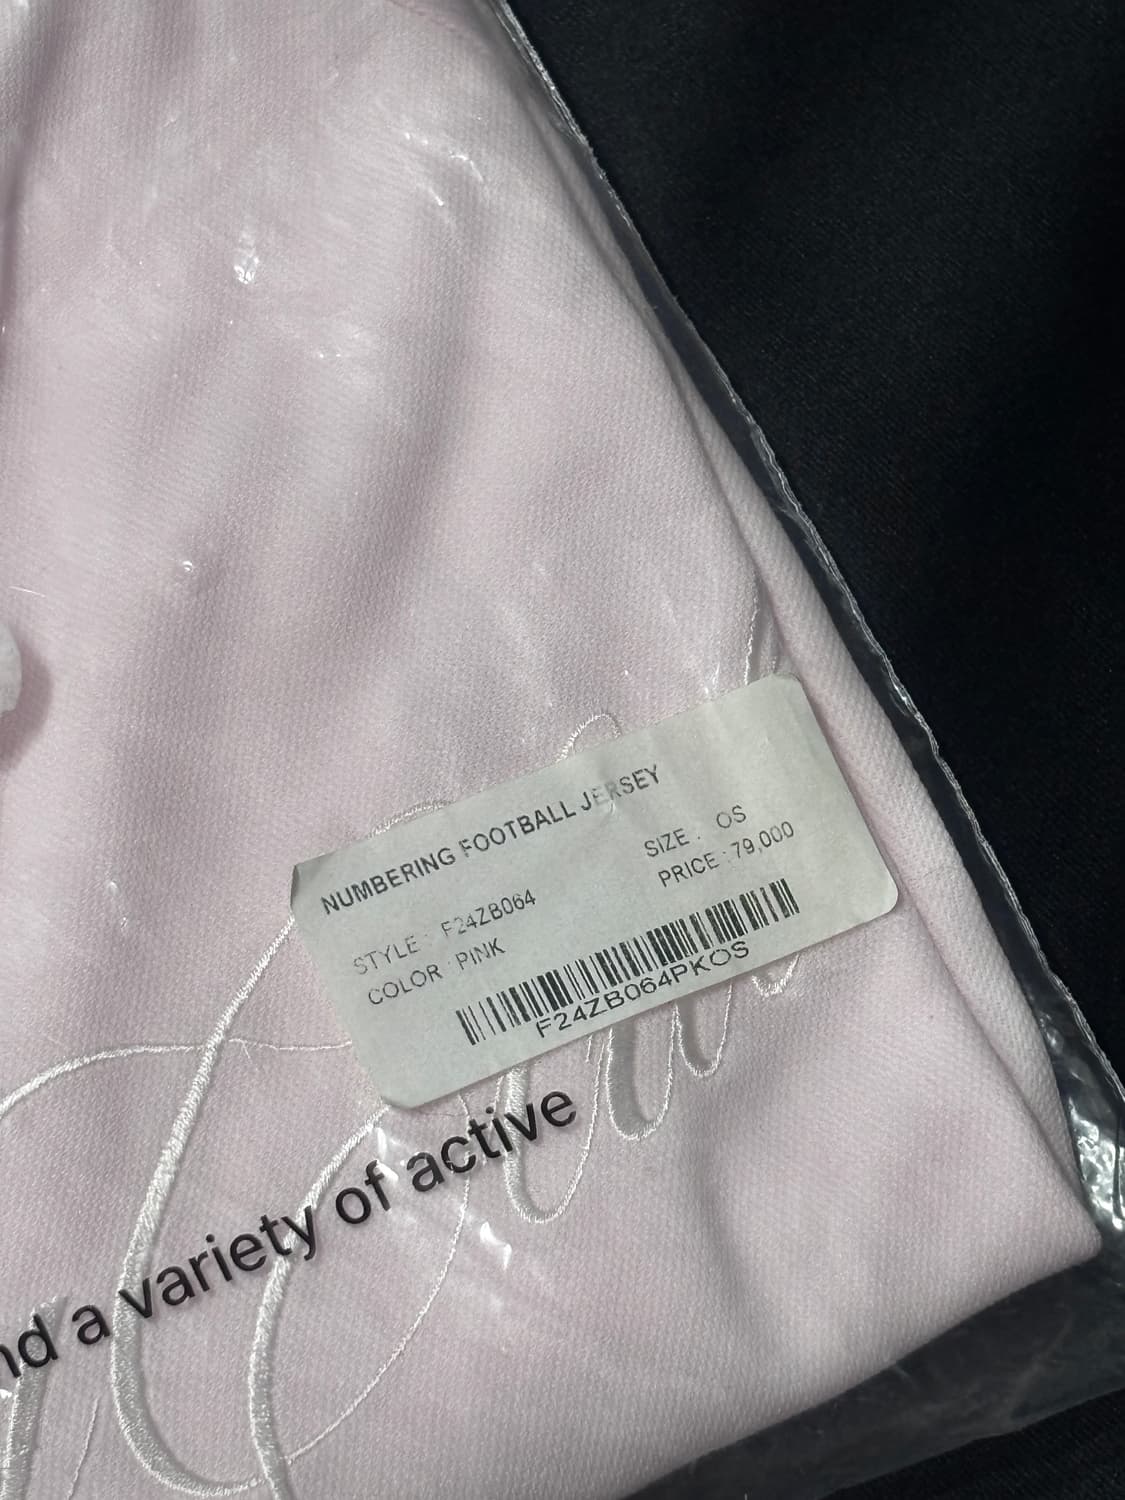 NUMBERING FOOTBALL JERSEY
STYLE : F24ZB064
SIZE : OS
COLOR : PINK
PRICE : 79,000
F24ZB064PKOS
nd a variety of active